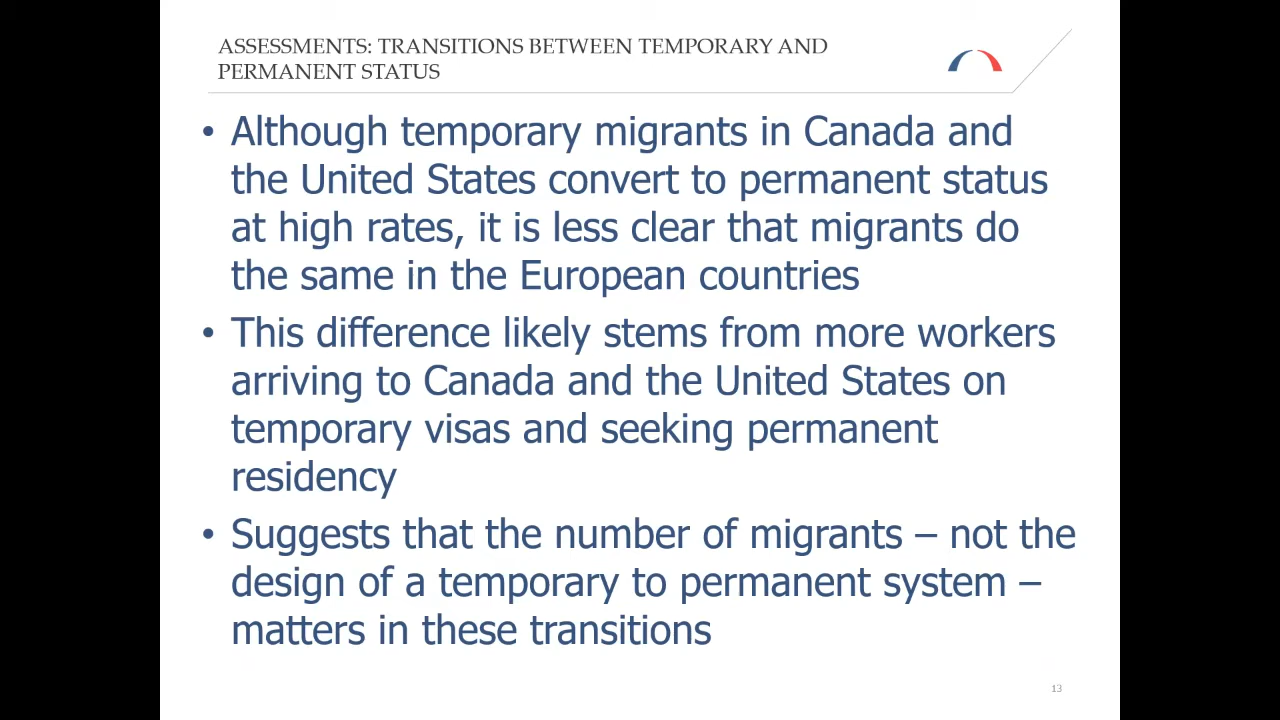 ASSESSMENTS: TRANSITIONS BETWEEN TEMPORARY AND
PERMANENT STATUS
• Although temporary migrants in Canada and
the United States convert to permanent status
at high rates, it is less clear that migrants do
the same in the European countries
• This difference likely stems from more workers
arriving to Canada and the United States on
temporary visas and seeking permanent
residency
• Suggests that the number of migrants – not the
design of a temporary to permanent system –
matters in these transitions
13